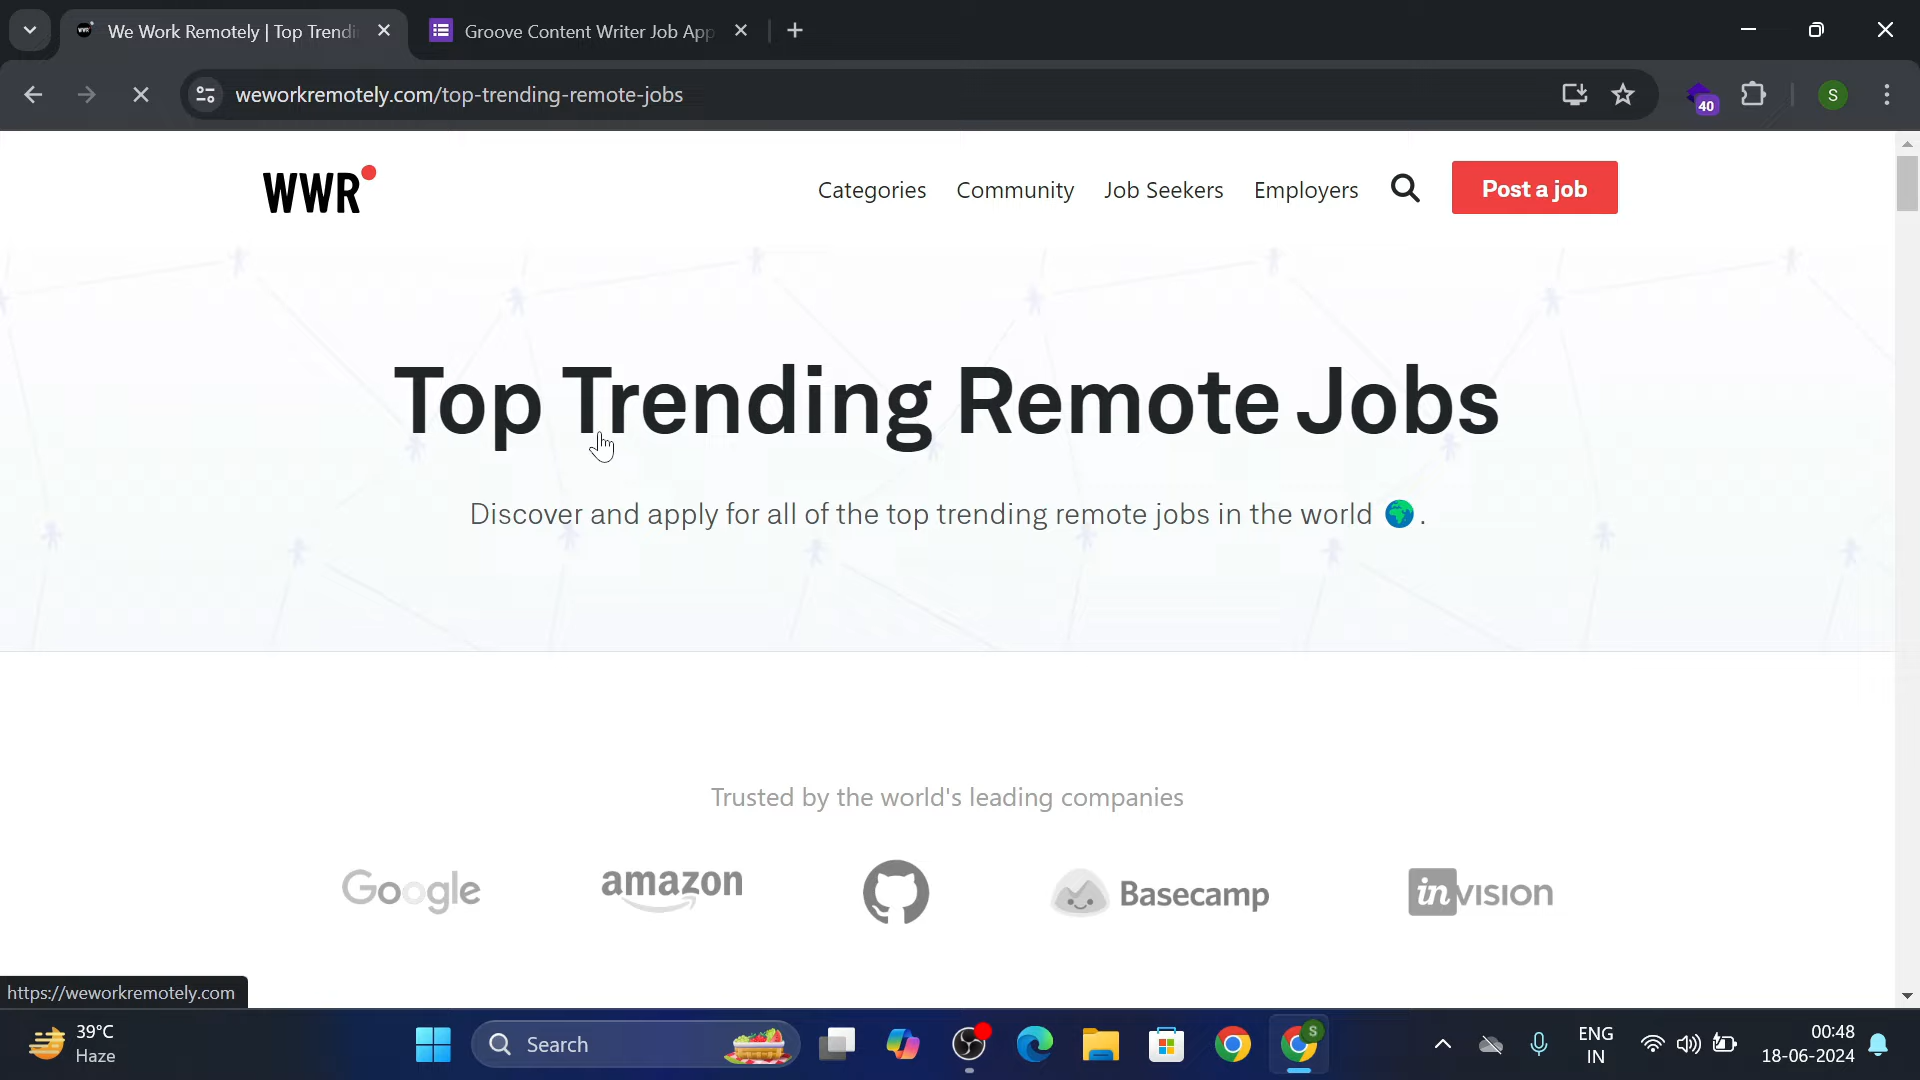 We Work Remotely | Top Trendi
Groove Content Writer Job App
weworkremotely.com/top-trending-remote-jobs
40
S
WWR
Categories
Community
Job Seekers
Employers
Post a job
Top Trending Remote Jobs
Discover and apply for all of the top trending remote jobs in the world 🌍.
Trusted by the world's leading companies
Google
amazon
Basecamp
inVISION
https://weworkremotely.com
39°C
Haze
Search
S
ENG
IN
00:48
18-06-2024